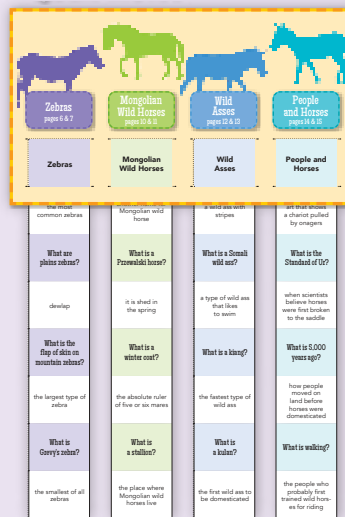 Zebras
pages 6 & 7
Mongolian
Wild Horses
pages 10 & 11
Wild
Asses
pages 12 & 13
People
and Horses
pages 14 & 15
Zebras
Mongolian
Wild Horses
Wild
Asses
People and
Horses
the most
common zebras
Mongolian wild
horse
a wild ass with
stripes
art that shows
a chariot pulled
by onagers
What are
plains zebras?
What is a
Przewalski horse?
What is a Somali
wild ass?
What is the
Standard of Ur?
dewlap
it is shed in
the spring
a type of wild ass
that likes
to swim
when scientists
believe horses
were first broken
to the saddle
What is the
flap of skin on
mountain zebras?
What is a
winter coat?
What is a kiang?
What is 5,000
years ago?
the largest type of
zebra
the absolute ruler
of five or six mares
the fastest type of
wild ass
how people
moved on
land before
horses were
domesticated
What is
Grevy's zebra?
What is
a stallion?
What is
a kulan?
What is walking?
the smallest of all
zebras
the place where
Mongolian wild
horses live
the first wild ass to
be domesticated
the people who
probably first
trained wild hors-
es for riding